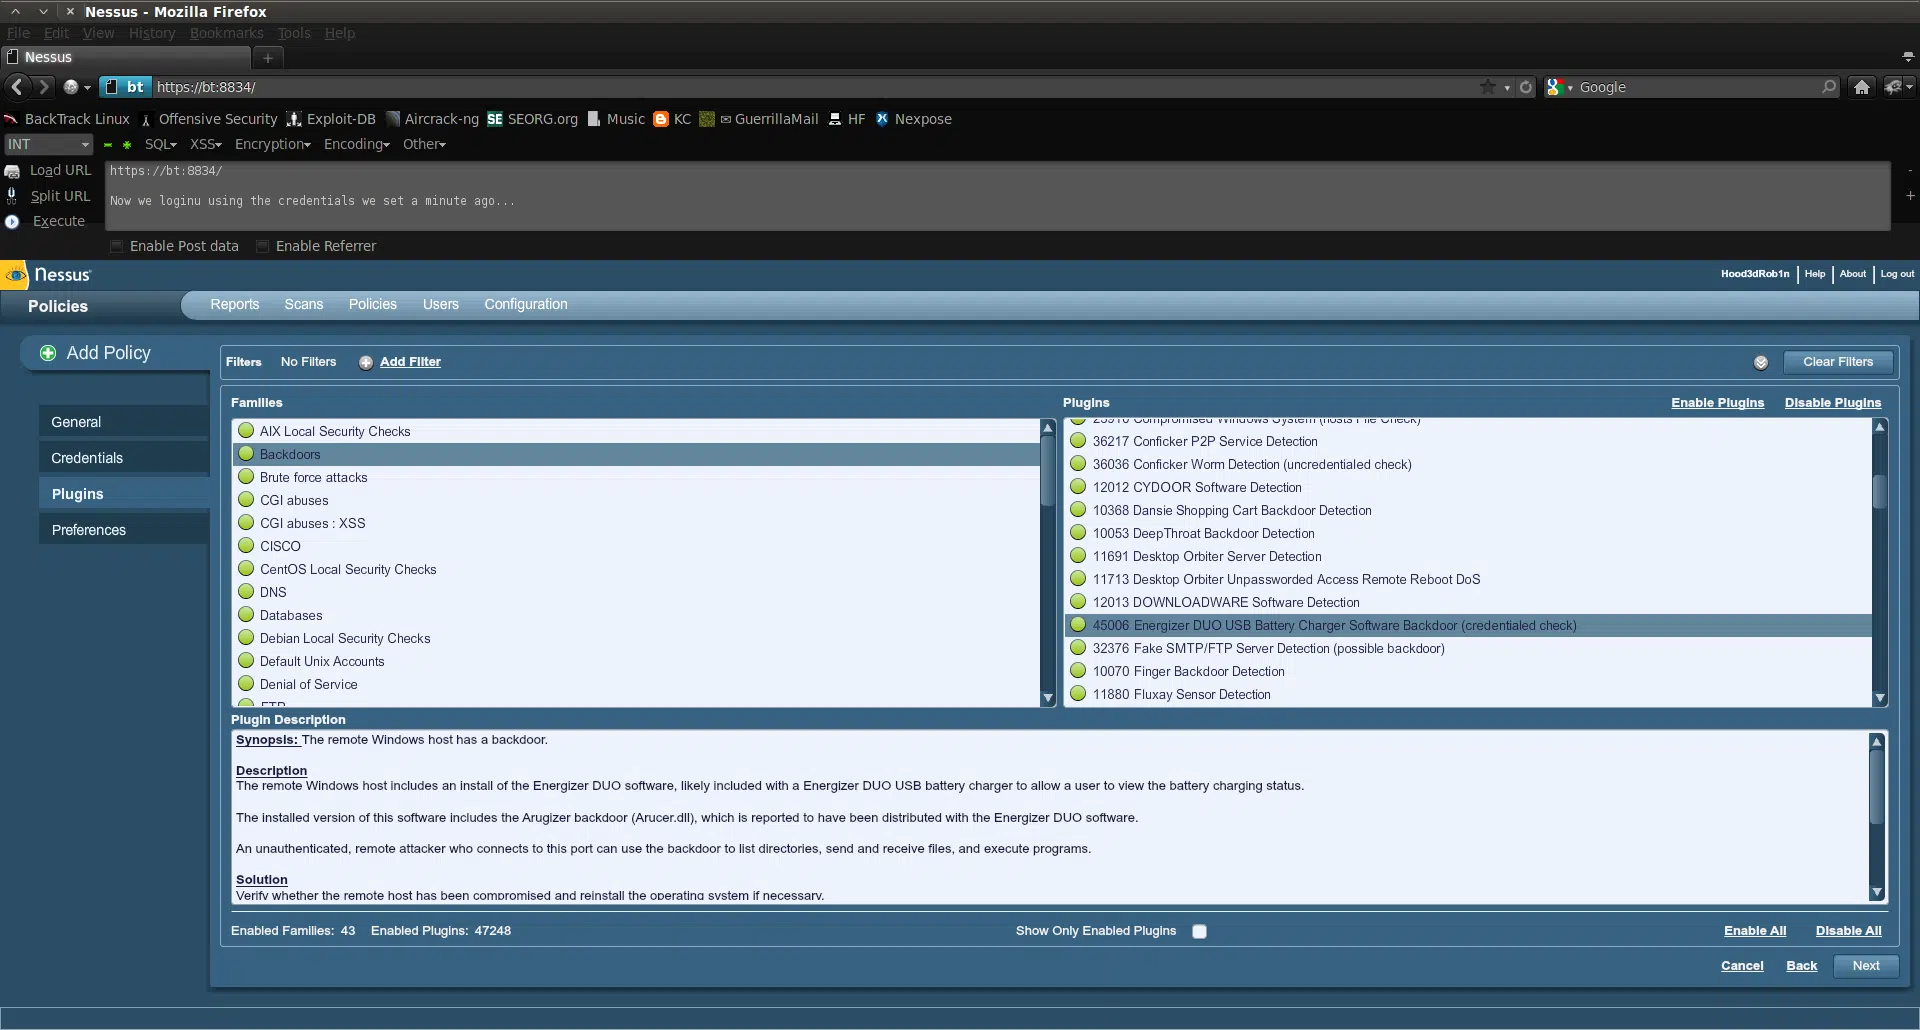 Nessus - Mozilla Firefox
File Edit View History Bookmarks Tools Help
Nessus
bt https://bt:8834/ Google
BackTrack Linux Offensive Security Exploit-DB Aircrack-ng SE SEORG.org Music KC GuerrillaMail HF Nexpose
INT SQL XSS Encryption Encoding Other
Load URL https://bt:8834/
Split URL Now we loginu using the credentials we set a minute ago...
Execute
Enable Post data Enable Referrer
Nessus Hood3dRob1n Help About Log out
Policies Reports Scans Policies Users Configuration
Add Policy
Filters No Filters Add Filter Clear Filters
General
Credentials
Plugins
Preferences
Families
AIX Local Security Checks
Backdoors
Brute force attacks
CGI abuses
CGI abuses : XSS
CISCO
CentOS Local Security Checks
DNS
Databases
Debian Local Security Checks
Default Unix Accounts
Denial of Service
FTP
Plugins Enable Plugins Disable Plugins
23910 Compromised Windows System (hosts File Check)
36217 Conficker P2P Service Detection
36036 Conficker Worm Detection (uncredentialed check)
12012 CYDOOR Software Detection
10368 Dansie Shopping Cart Backdoor Detection
10053 DeepThroat Backdoor Detection
11691 Desktop Orbiter Server Detection
11713 Desktop Orbiter Unpassworded Access Remote Reboot DoS
12013 DOWNLOADWARE Software Detection
45006 Energizer DUO USB Battery Charger Software Backdoor (credentialed check)
32376 Fake SMTP/FTP Server Detection (possible backdoor)
10070 Finger Backdoor Detection
11880 Fluxay Sensor Detection
Plugin Description
Synopsis: The remote Windows host has a backdoor.
Description
The remote Windows host includes an install of the Energizer DUO software, likely included with a Energizer DUO USB battery charger to allow a user to view the battery charging status.
The installed version of this software includes the Arugizer backdoor (Arucer.dll), which is reported to have been distributed with the Energizer DUO software.
An unauthenticated, remote attacker who connects to this port can use the backdoor to list directories, send and receive files, and execute programs.
Solution
Verify whether the remote host has been compromised and reinstall the operating system if necessary.
Enabled Families: 43 Enabled Plugins: 47248 Show Only Enabled Plugins Enable All Disable All
Cancel Back Next